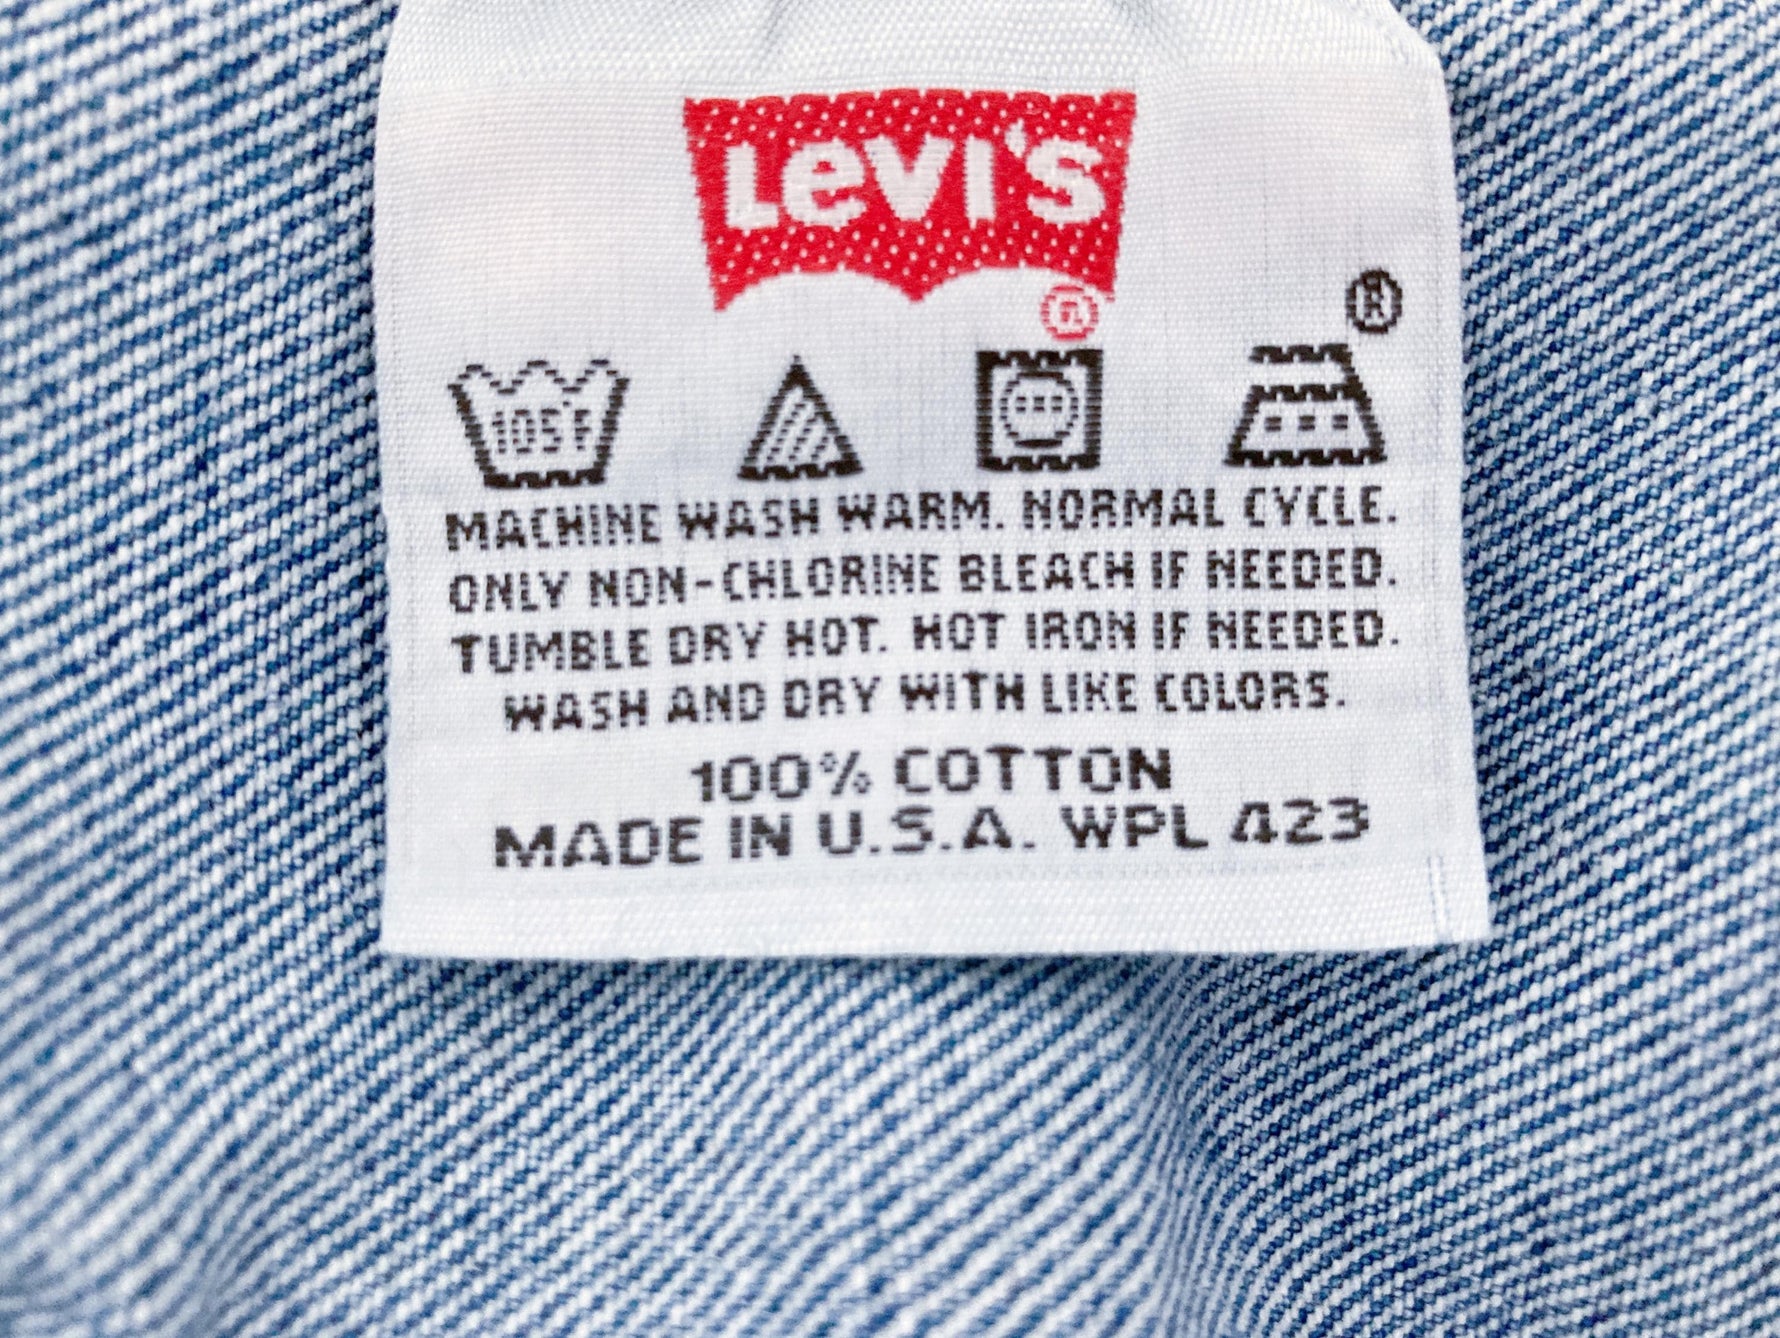 Levi's
®
®
105°F
MACHINE WASH WARM. NORMAL CYCLE.
ONLY NON-CHLORINE BLEACH IF NEEDED.
TUMBLE DRY HOT. HOT IRON IF NEEDED.
WASH AND DRY WITH LIKE COLORS.
100% COTTON
MADE IN U.S.A. WPL 423